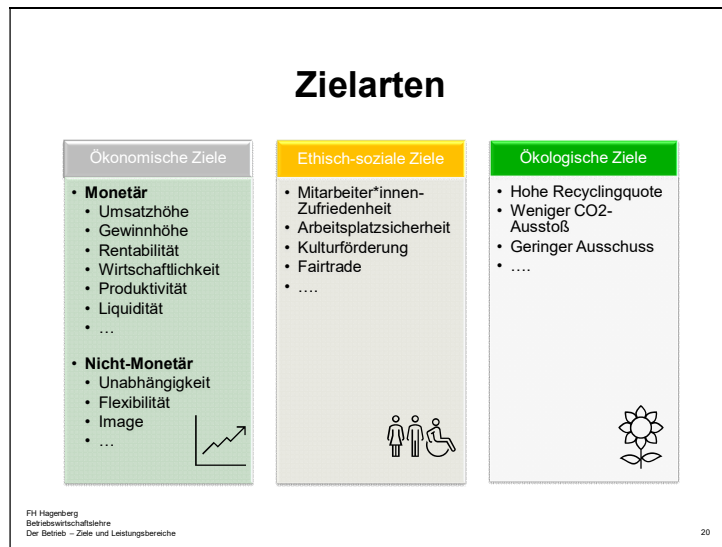 Zielarten
Ökonomische Ziele
• Monetär
• Umsatzhöhe
• Gewinnhöhe
• Rentabilität
• Wirtschaftlichkeit
• Produktivität
• Liquidität
• …
• Nicht-Monetär
• Unabhängigkeit
• Flexibilität
• Image
• …
Ethisch-soziale Ziele
• Mitarbeiter*innen-
Zufriedenheit
• Arbeitsplatzsicherheit
• Kulturförderung
• Fairtrade
• ….
Ökologische Ziele
• Hohe Recyclingquote
• Weniger CO2-
Ausstoß
• Geringer Ausschuss
• ….
FH Hagenberg
Betriebswirtschaftslehre
Der Betrieb – Ziele und Leistungsbereiche
20